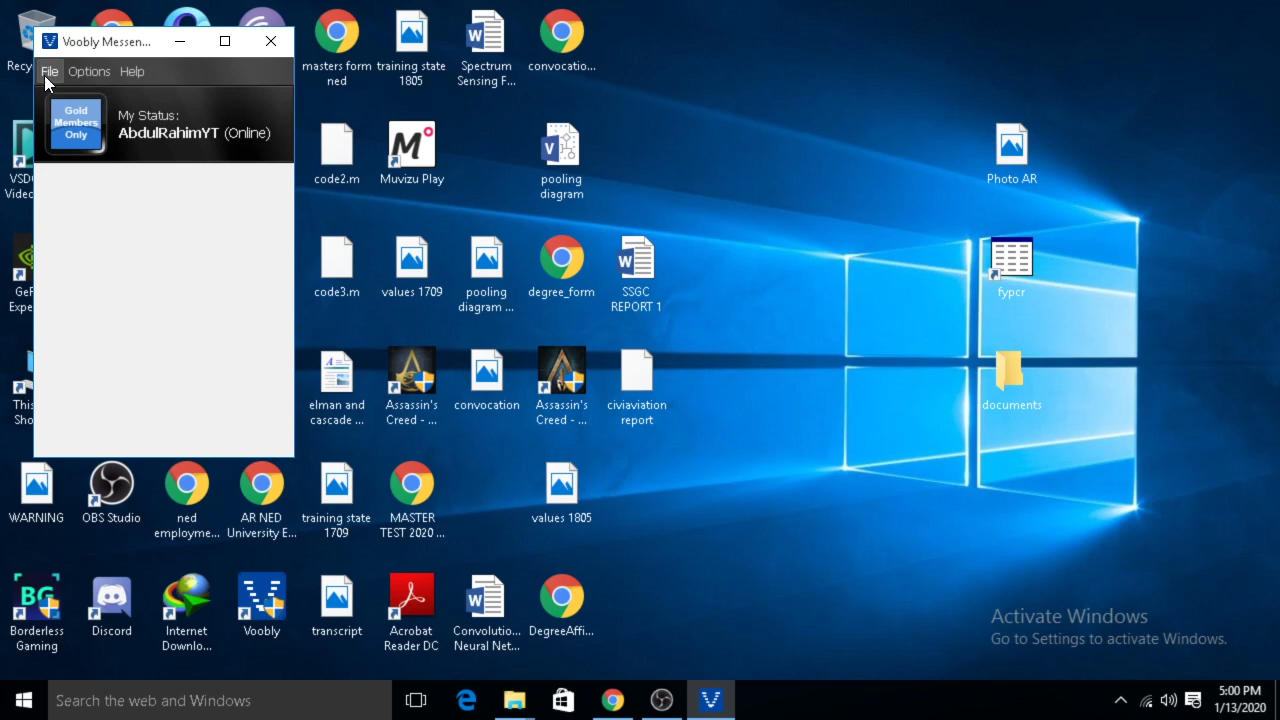 Voobly Messen...
File Options Help
Gold
Members
Only
My Status:
AbdulRahimYT (Online)
masters form
ned
training state
1805
Spectrum
Sensing F...
convocatio...
code2.m
Muvizu Play
pooling
diagram
Photo AR
code3.m
values 1709
pooling
diagram ...
degree_form
SSGC
REPORT 1
fypcr
elman and
cascade ...
Assassin's
Creed - ...
convocation
Assassin's
Creed - ...
civiaviation
report
documents
WARNING
OBS Studio
ned
employme...
AR NED
University E...
training state
1709
MASTER
TEST 2020 ...
values 1805
BG
Borderless
Gaming
Discord
Internet
Downlo...
Voobly
transcript
Acrobat
Reader DC
Convolutio...
Neural Net...
DegreeAffi...
Activate Windows
Go to Settings to activate Windows.
Search the web and Windows
5:00 PM
1/13/2020